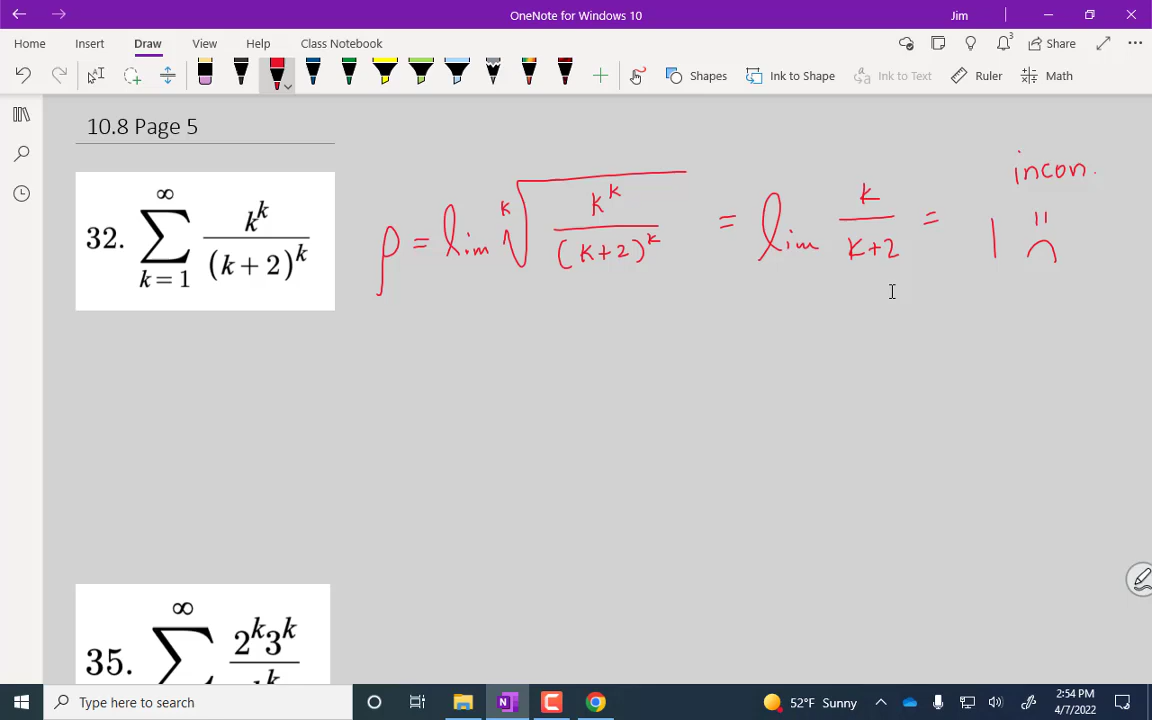 OneNote for Windows 10
Jim
Home Insert Draw View Help Class Notebook
Share
Shapes Ink to Shape Ink to Text Ruler Math
10.8 Page 5
32. ∞ ∑ k = 1 k^k / (k + 2)^k
ρ = lim ᵏ√( k^k / (k+2)^k ) = lim k / (k+2) = 1
incon.
35. ∞ ∑ 2^k3^k
Type here to search
52°F Sunny
2:54 PM
4/7/2022